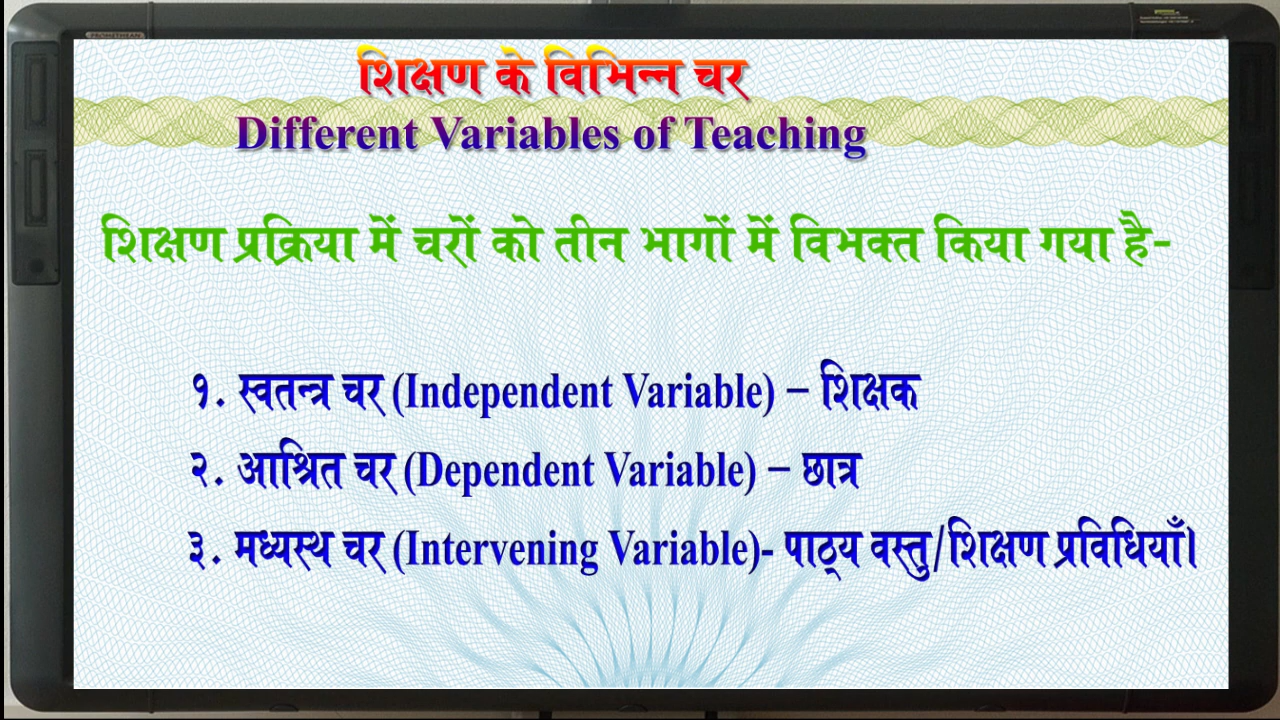 PROMETHEAN
शिक्षण के विभिन्न चर
Different Variables of Teaching
शिक्षण प्रक्रिया में चरों को तीन भागों में विभक्त किया गया है-
१. स्वतन्त्र चर (Independent Variable) – शिक्षक
२. आश्रित चर (Dependent Variable) – छात्र
३. मध्यस्थ चर (Intervening Variable)- पाठ्य वस्तु/शिक्षण प्रविधियाँ।